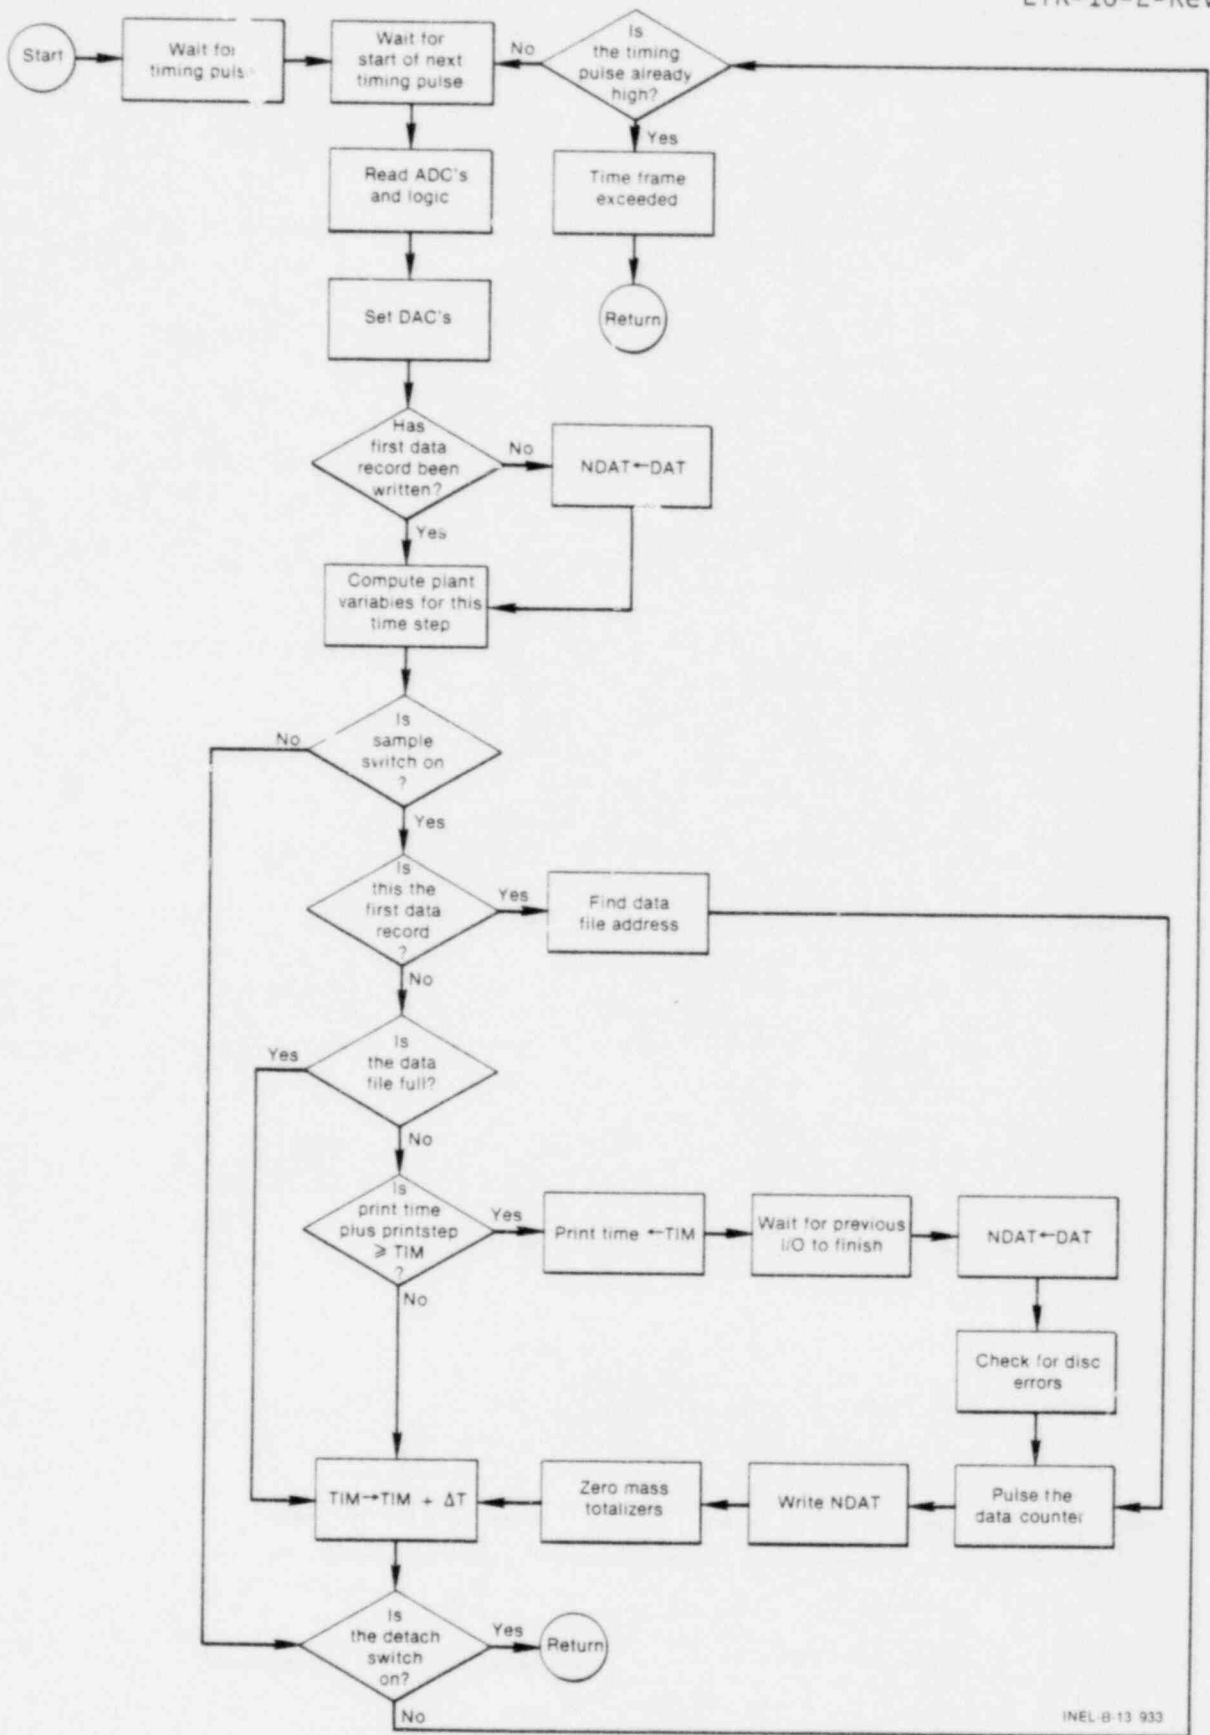 LTR-10-2-Rev
Start
Wait for
timing pulse
Wait for
start of next
timing pulse
No
Is
the timing
pulse already
high?
Yes
Read ADC's
and logic
Time frame
exceeded
Set DAC's
Return
Has
first data
record been
written?
No
NDAT←DAT
Yes
Compute plant
variables for this
time step
No
Is
sample
switch on
?
Yes
Is
this the
first data
record
?
Yes
Find data
file address
No
Yes
Is
the data
file full?
No
Is
print time
plus printstep
⩾ TIM
?
Yes
Print time ←TIM
Wait for previous
I/O to finish
NDAT←DAT
No
Check for disc
errors
TIM→TIM + ΔT
Zero mass
totalizers
Write NDAT
Pulse the
data counter
Is
the detach
switch
on?
Yes
Return
No
INEL-B-13 933